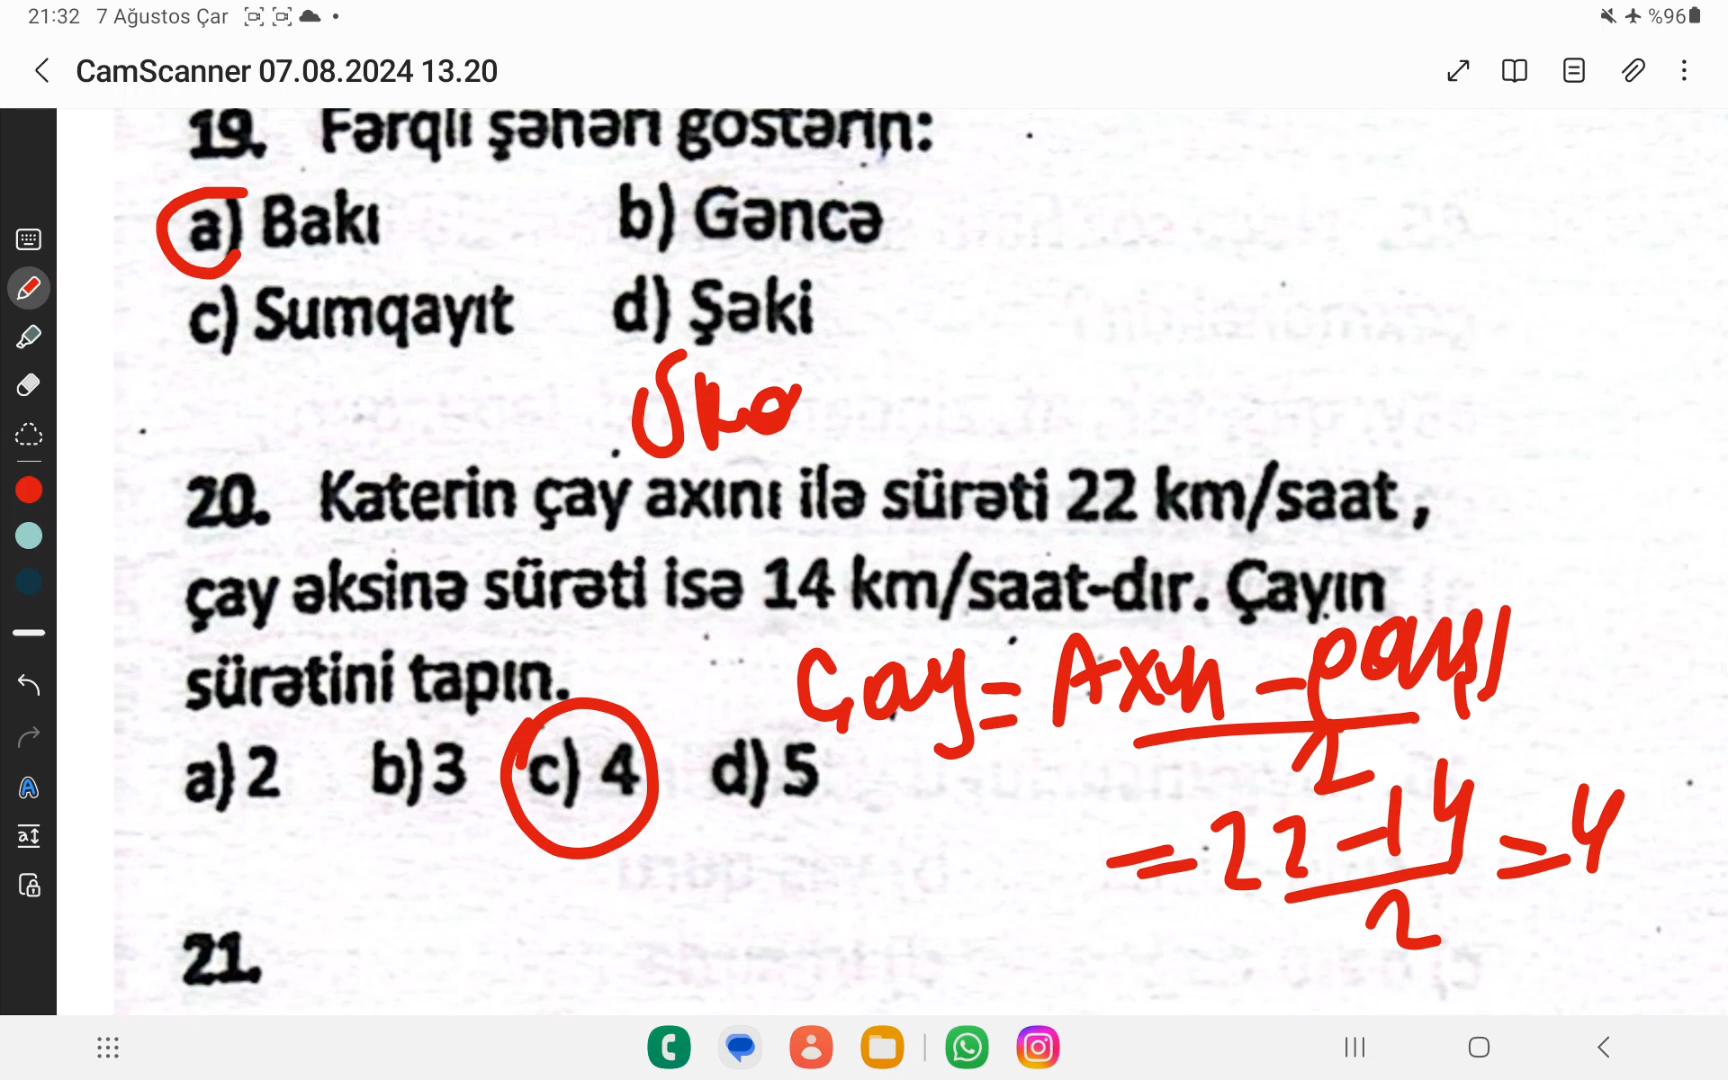 21:32 7 Ağustos Çar %96
CamScanner 07.08.2024 13.20
19. Fərqli şəhəri göstərin:
a) Bakı b) Gəncə
c) Sumqayıt d) Şəki
20. Katerin çay axını ilə sürəti 22 km/saat,
çay əksinə sürəti isə 14 km/saat-dır. Çayın
sürətini tapın.
Çay = Axın -
2
a) 2 b) 3 c) 4 d) 5
= 22-14 = 4
2
21.